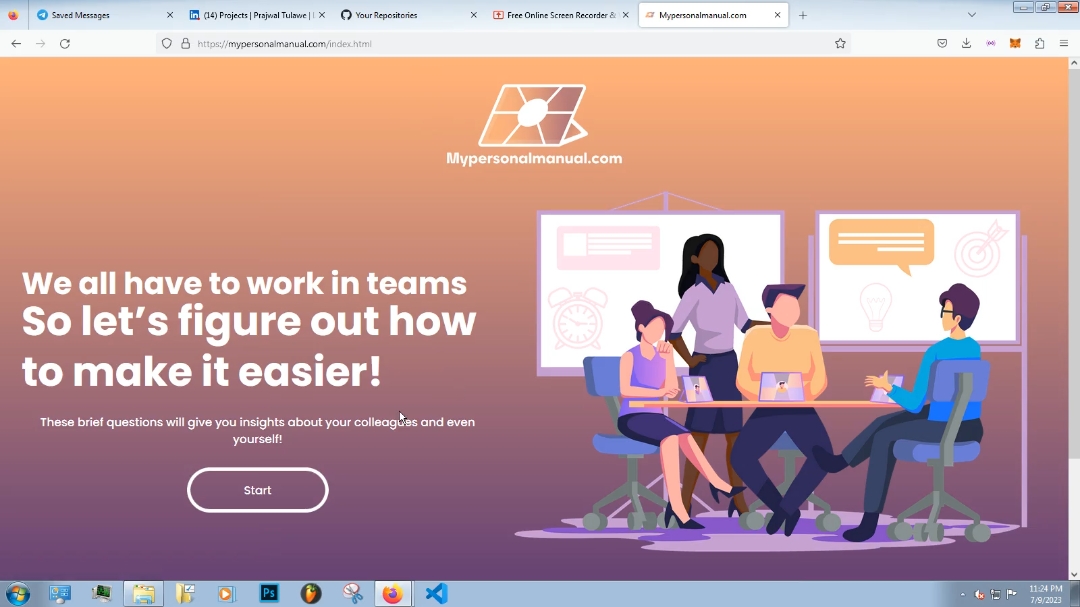 Saved Messages
(14) Projects | Prajwal Tulawe |
Your Repositories
Free Online Screen Recorder &
Mypersonalmanual.com
https://mypersonalmanual.com/index.html
Mypersonalmanual.com
We all have to work in teams
So let's figure out how
to make it easier!
These brief questions will give you insights about your colleagues and even
yourself!
Start
Ps
11:24 PM
7/9/2023